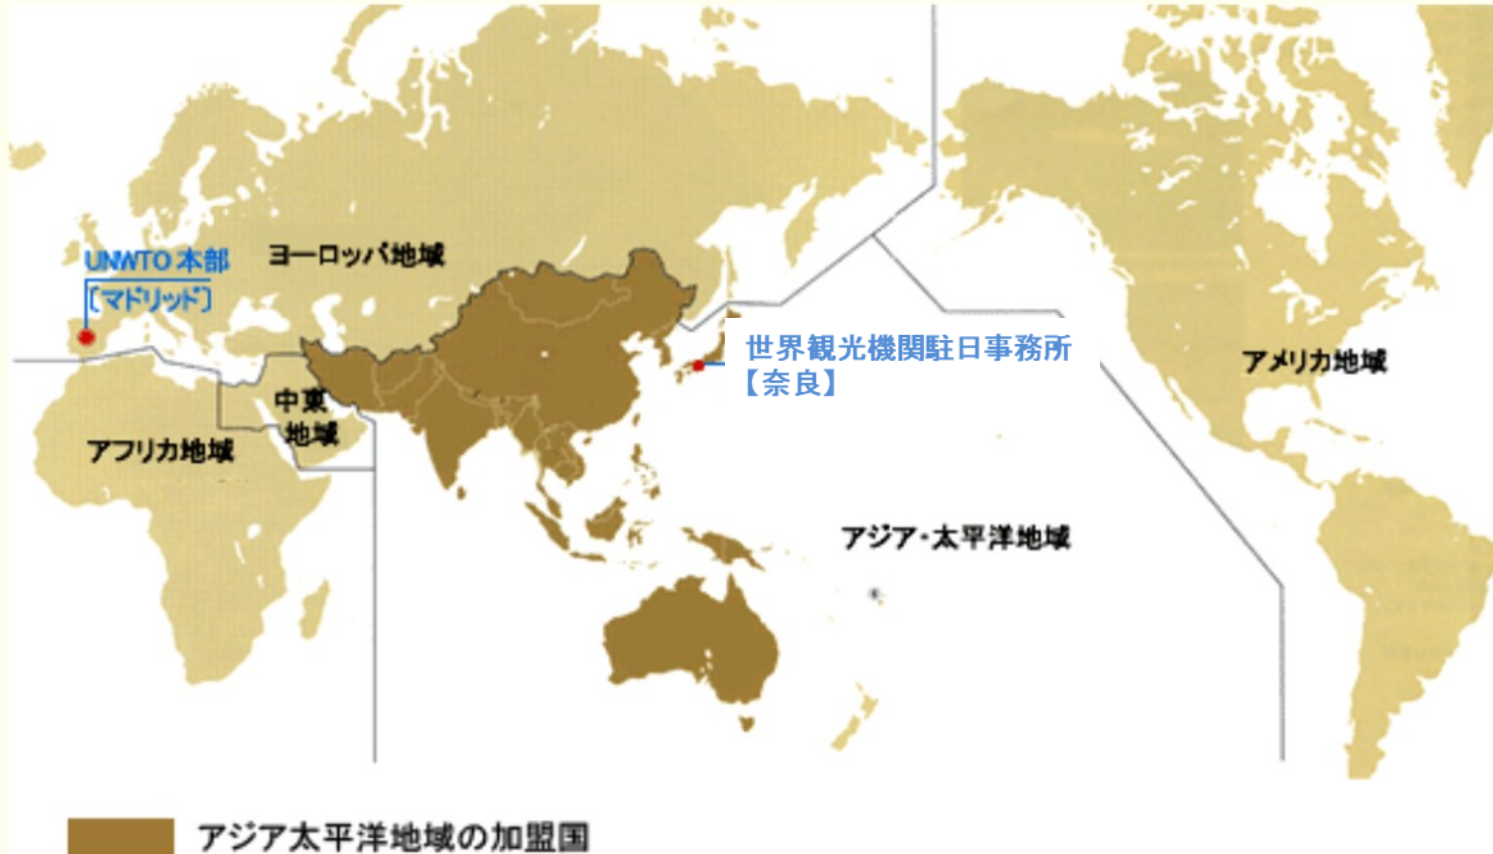 UNWTO 本部
［マドリッド］
ヨーロッパ地域
世界観光機関駐日事務所
【奈良】
アメリカ地域
中東
地域
アフリカ地域
アジア・太平洋地域
アジア太平洋地域の加盟国